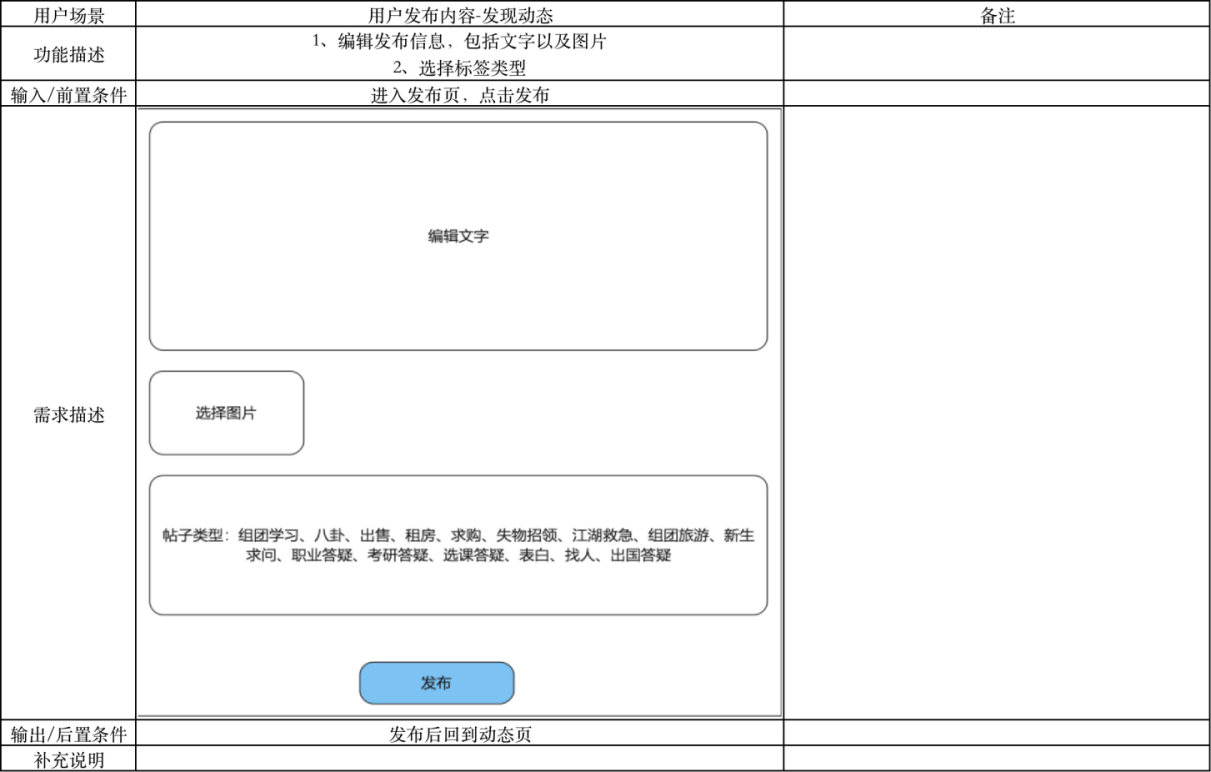 用户场景 用户发布内容-发现动态 备注
功能描述 1、编辑发布信息，包括文字以及图片
2、选择标签类型
输入/前置条件 进入发布页，点击发布
需求描述
编辑文字
选择图片
帖子类型：组团学习、八卦、出售、租房、求购、失物招领、江湖救急、组团旅游、新生
求问、职业答疑、考研答疑、选课答疑、表白、找人、出国答疑
发布
输出/后置条件 发布后回到动态页
补充说明